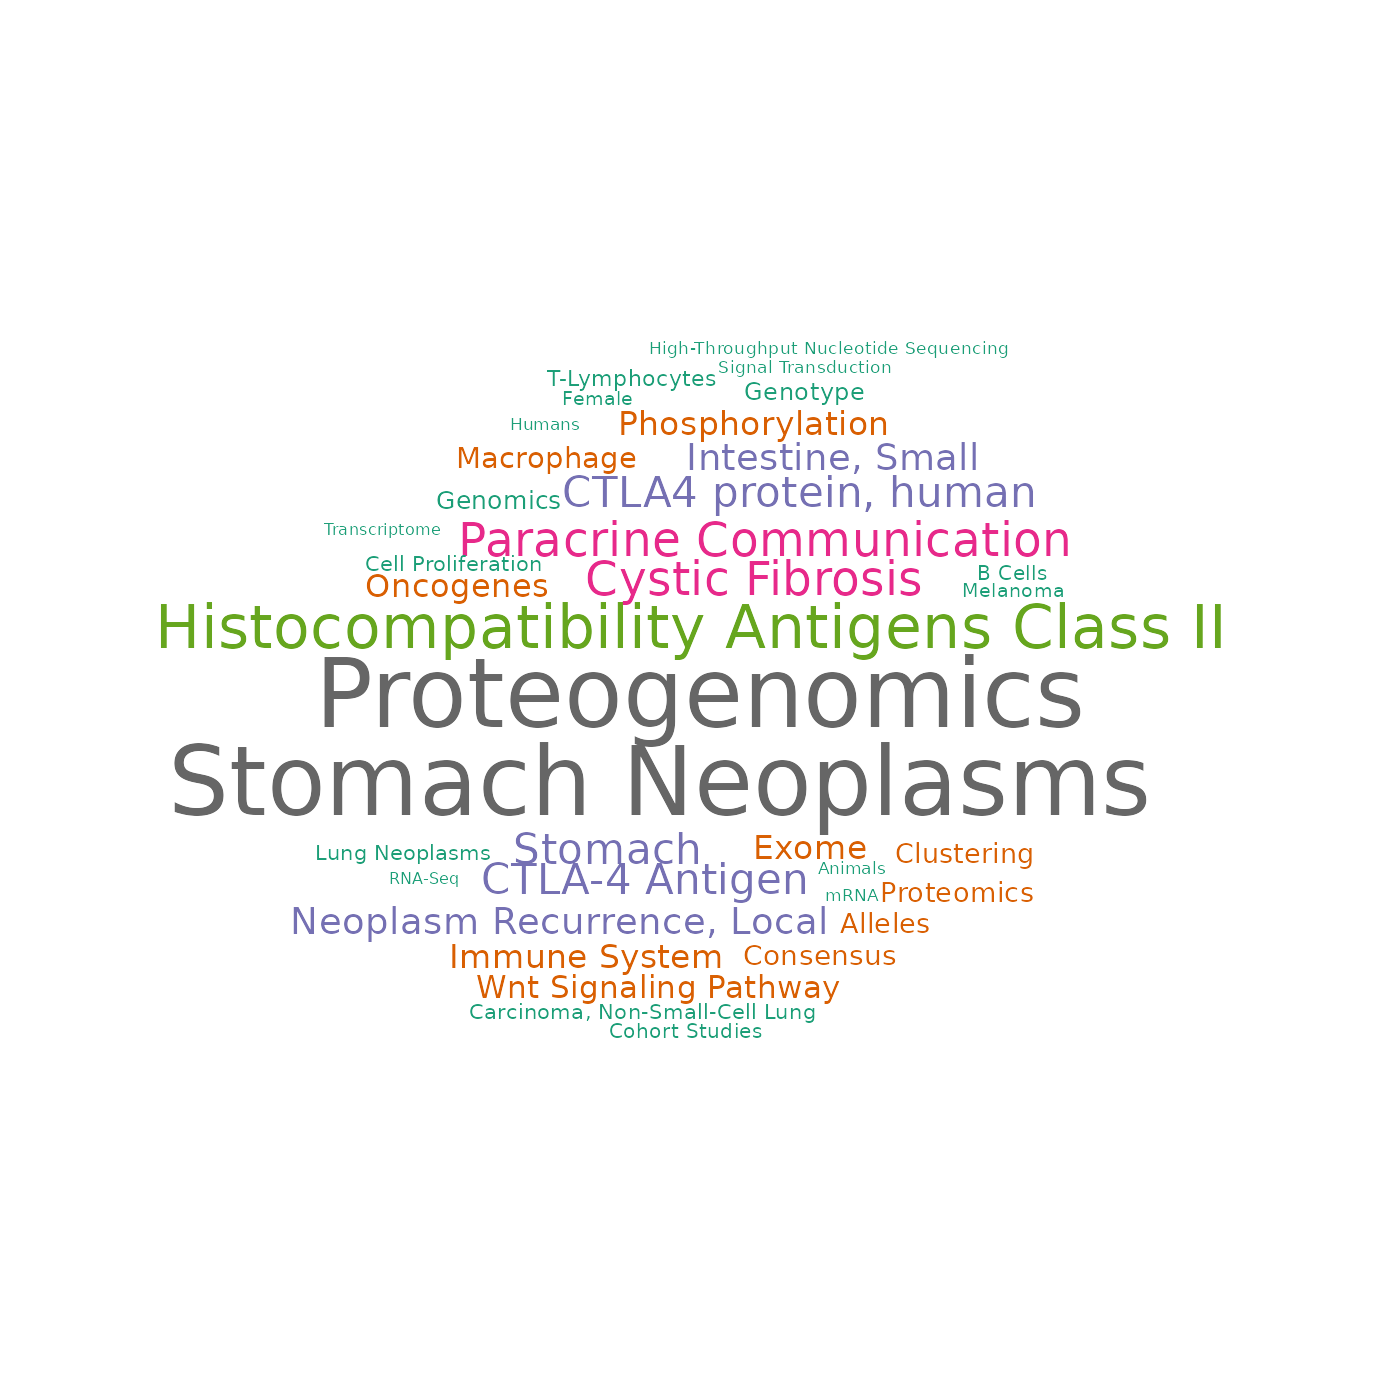 High-Throughput Nucleotide Sequencing
Signal Transduction
T-Lymphocytes
Genotype
Female
Humans
Phosphorylation
Macrophage
Intestine, Small
Genomics
CTLA4 protein, human
Transcriptome
Paracrine Communication
Cell Proliferation
Oncogenes
Cystic Fibrosis
B Cells
Melanoma
Histocompatibility Antigens Class II
Proteogenomics
Stomach Neoplasms
Lung Neoplasms
Stomach
Exome
Clustering
RNA-Seq
CTLA-4 Antigen
Animals
mRNA
Proteomics
Neoplasm Recurrence, Local
Alleles
Immune System
Consensus
Wnt Signaling Pathway
Carcinoma, Non-Small-Cell Lung
Cohort Studies